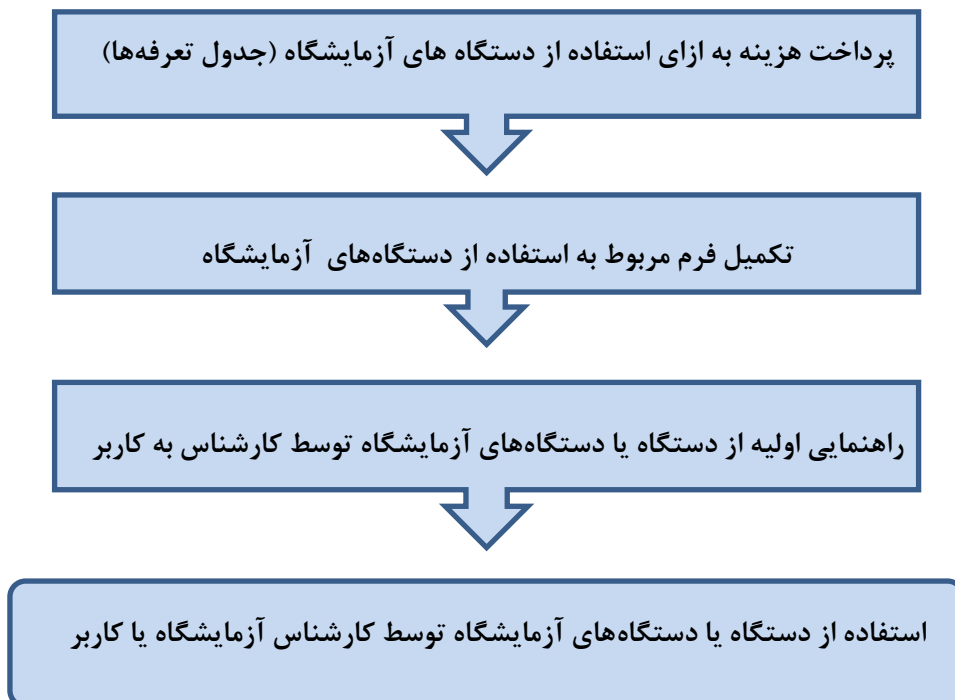 پرداخت هزینه به ازای استفاده از دستگاه های آزمایشگاه (جدول تعرفه‌ها)
تکمیل فرم مربوط به استفاده از دستگاه‌های آزمایشگاه
راهنمایی اولیه از دستگاه یا دستگاه‌های آزمایشگاه توسط کارشناس به کاربر
استفاده از دستگاه یا دستگاه‌های آزمایشگاه توسط کارشناس آزمایشگاه یا کاربر